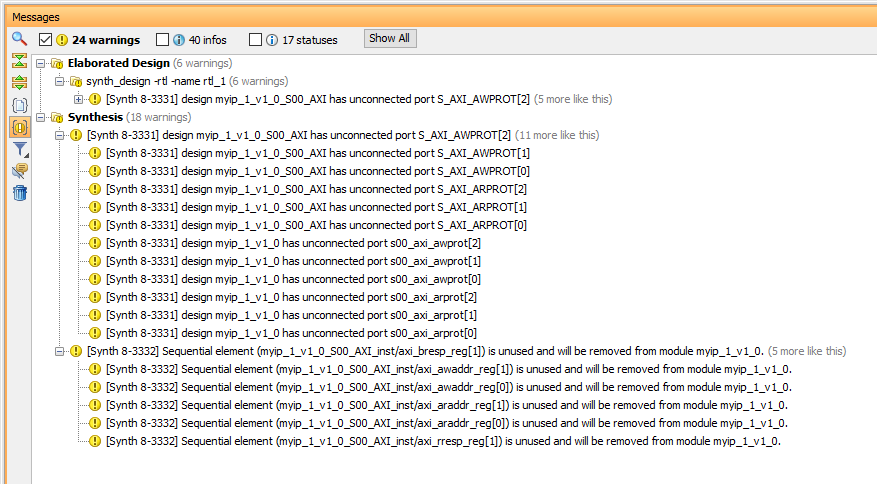 Messages
24 warnings 40 infos 17 statuses Show All
Elaborated Design (6 warnings)
synth_design -rtl -name rtl_1 (6 warnings)
[Synth 8-3331] design myip_1_v1_0_S00_AXI has unconnected port S_AXI_AWPROT[2] (5 more like this)
Synthesis (18 warnings)
[Synth 8-3331] design myip_1_v1_0_S00_AXI has unconnected port S_AXI_AWPROT[2] (11 more like this)
[Synth 8-3331] design myip_1_v1_0_S00_AXI has unconnected port S_AXI_AWPROT[1]
[Synth 8-3331] design myip_1_v1_0_S00_AXI has unconnected port S_AXI_AWPROT[0]
[Synth 8-3331] design myip_1_v1_0_S00_AXI has unconnected port S_AXI_ARPROT[2]
[Synth 8-3331] design myip_1_v1_0_S00_AXI has unconnected port S_AXI_ARPROT[1]
[Synth 8-3331] design myip_1_v1_0_S00_AXI has unconnected port S_AXI_ARPROT[0]
[Synth 8-3331] design myip_1_v1_0 has unconnected port s00_axi_awprot[2]
[Synth 8-3331] design myip_1_v1_0 has unconnected port s00_axi_awprot[1]
[Synth 8-3331] design myip_1_v1_0 has unconnected port s00_axi_awprot[0]
[Synth 8-3331] design myip_1_v1_0 has unconnected port s00_axi_arprot[2]
[Synth 8-3331] design myip_1_v1_0 has unconnected port s00_axi_arprot[1]
[Synth 8-3331] design myip_1_v1_0 has unconnected port s00_axi_arprot[0]
[Synth 8-3332] Sequential element (myip_1_v1_0_S00_AXI_inst/axi_bresp_reg[1]) is unused and will be removed from module myip_1_v1_0. (5 more like this)
[Synth 8-3332] Sequential element (myip_1_v1_0_S00_AXI_inst/axi_awaddr_reg[1]) is unused and will be removed from module myip_1_v1_0.
[Synth 8-3332] Sequential element (myip_1_v1_0_S00_AXI_inst/axi_awaddr_reg[0]) is unused and will be removed from module myip_1_v1_0.
[Synth 8-3332] Sequential element (myip_1_v1_0_S00_AXI_inst/axi_araddr_reg[1]) is unused and will be removed from module myip_1_v1_0.
[Synth 8-3332] Sequential element (myip_1_v1_0_S00_AXI_inst/axi_araddr_reg[0]) is unused and will be removed from module myip_1_v1_0.
[Synth 8-3332] Sequential element (myip_1_v1_0_S00_AXI_inst/axi_rresp_reg[1]) is unused and will be removed from module myip_1_v1_0.